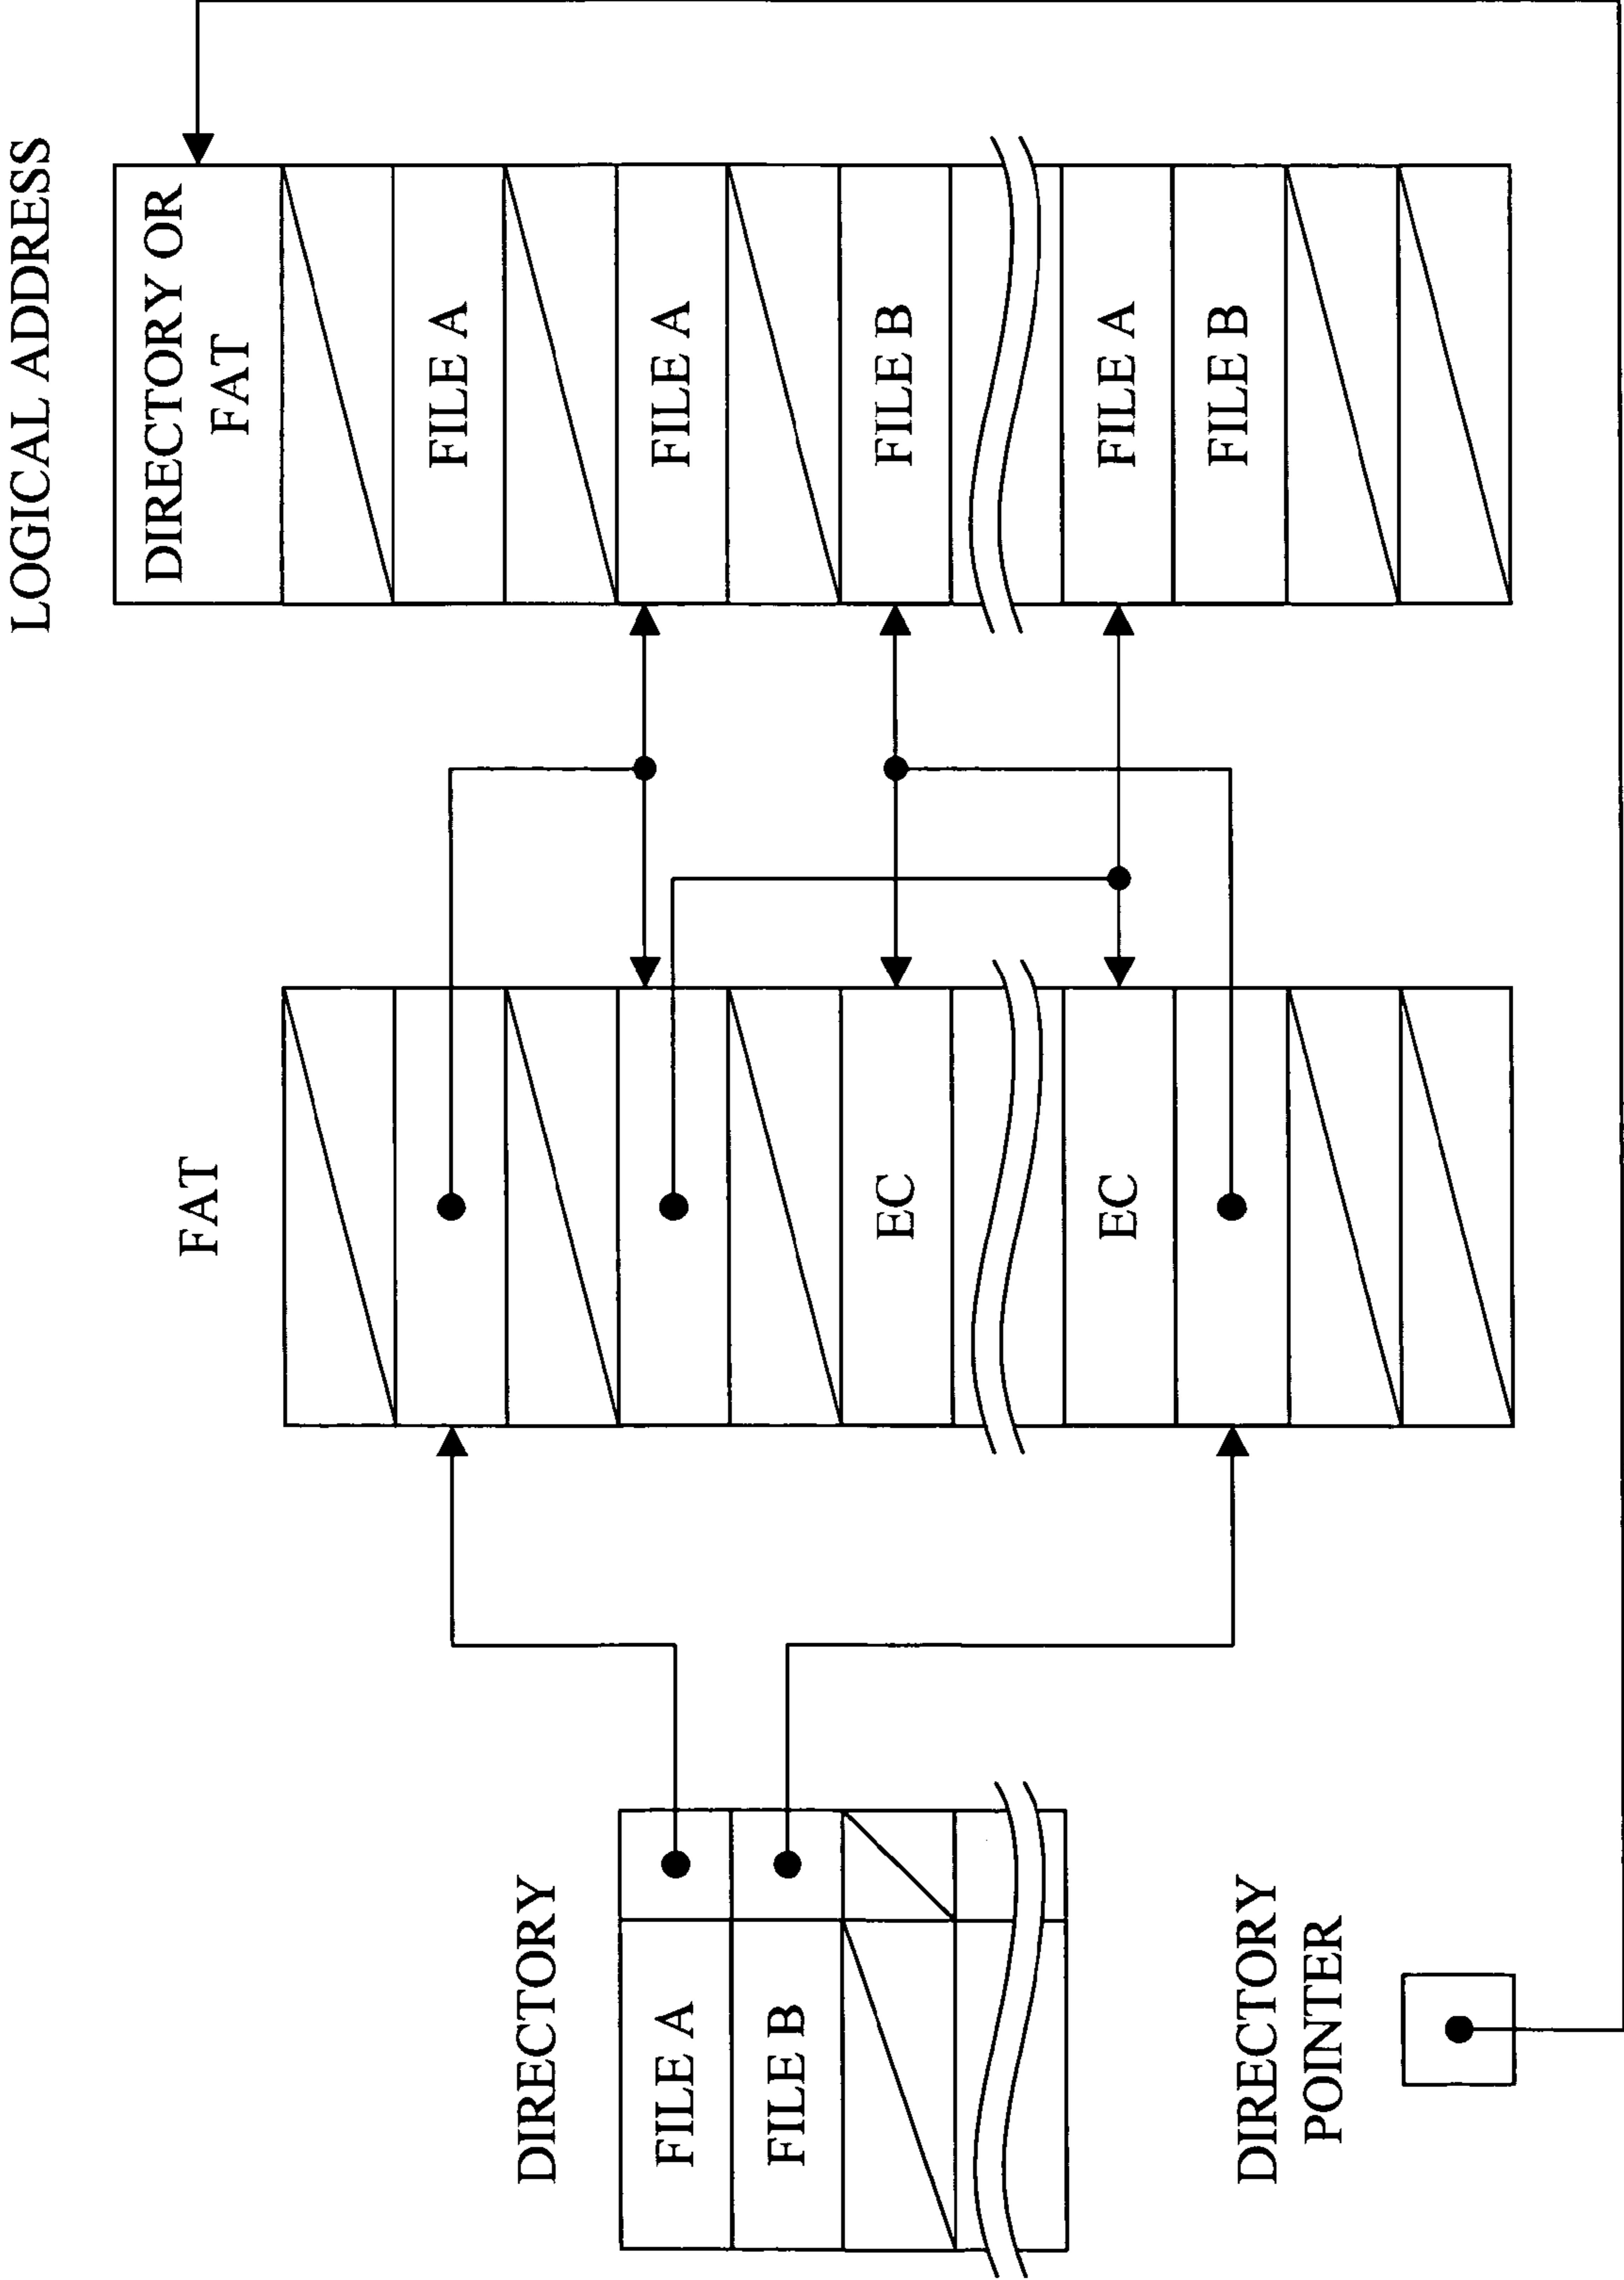 LOGICAL ADDRESS
DIRECTORY OR
FAT
FILE A
FILE A
FILE B
FILE A
FILE B
FAT
EC
EC
DIRECTORY
FILE A
FILE B
DIRECTORY
POINTER